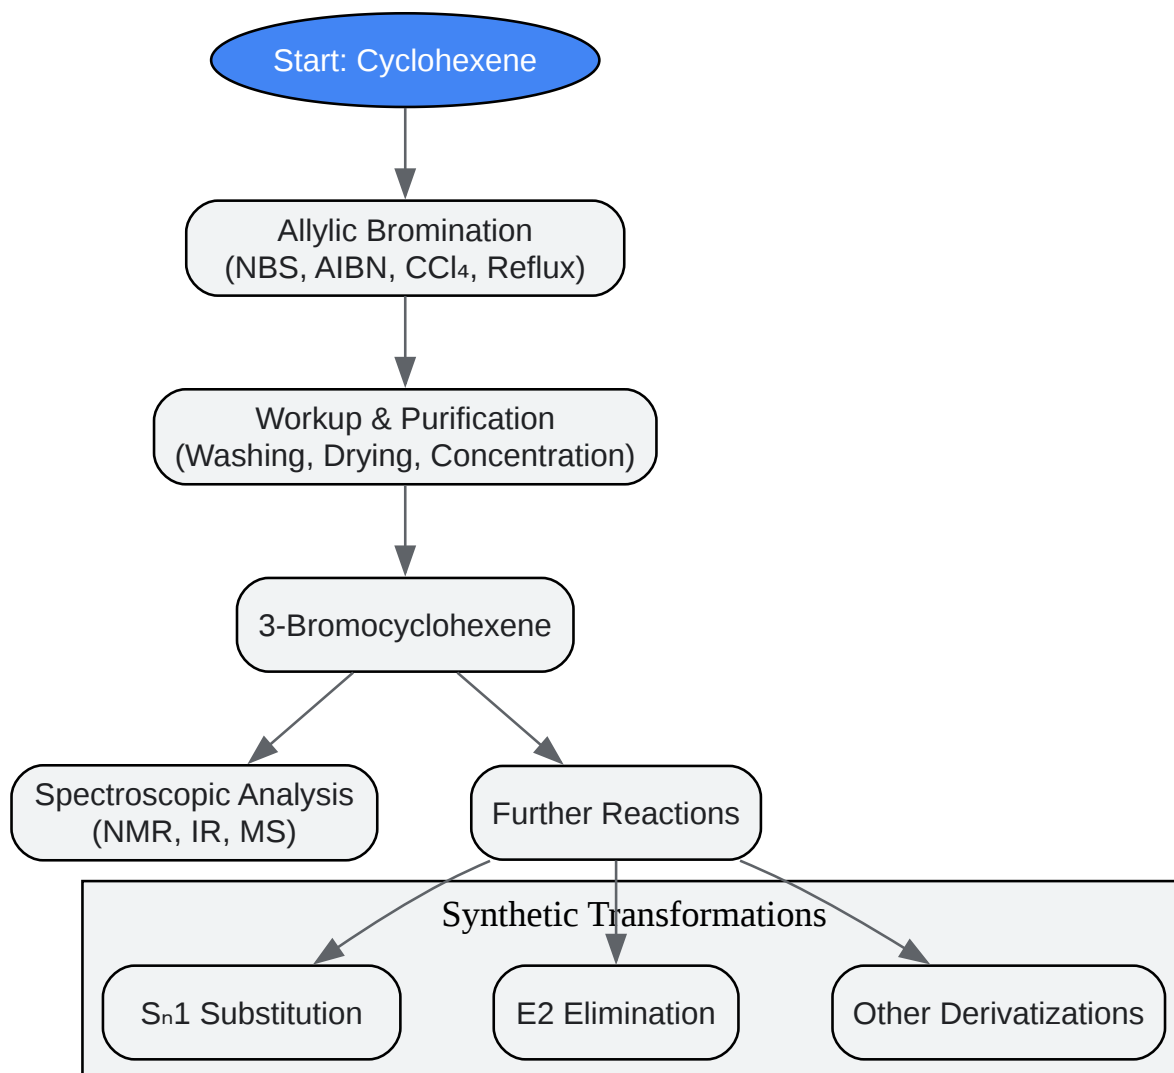 Start: Cyclohexene
Allylic Bromination
(NBS, AIBN, CCl₄, Reflux)
Workup & Purification
(Washing, Drying, Concentration)
3-Bromocyclohexene
Spectroscopic Analysis
(NMR, IR, MS)
Further Reactions
Synthetic Transformations
Sₙ1 Substitution
E2 Elimination
Other Derivatizations